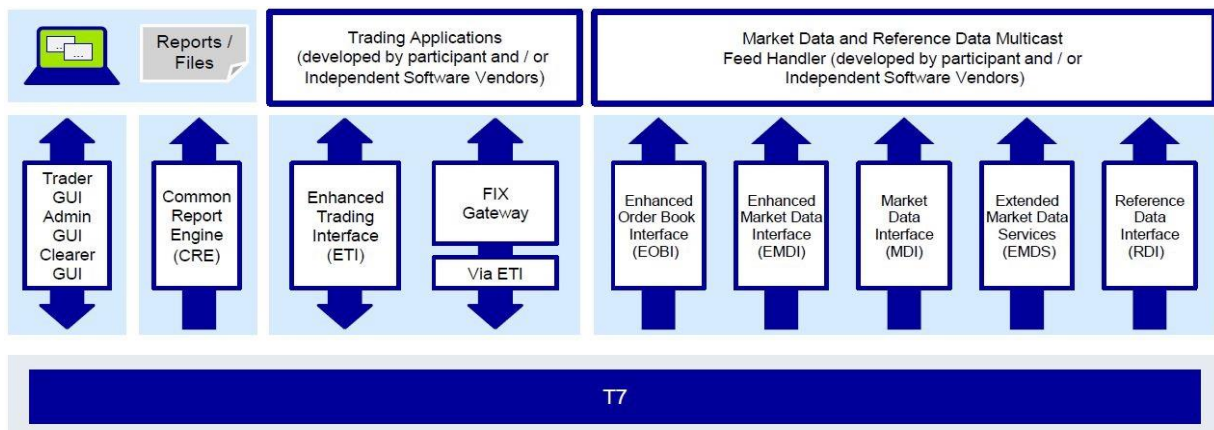 Reports /
Files
Trading Applications
(developed by participant and / or
Independent Software Vendors)
Market Data and Reference Data Multicast
Feed Handler (developed by participant and / or
Independent Software Vendors)
Trader
GUI
Admin
GUI
Clearer
GUI
Common
Report
Engine
(CRE)
Enhanced
Trading
Interface
(ETI)
FIX
Gateway
Via ETI
Enhanced
Order Book
Interface
(EOBI)
Enhanced
Market Data
Interface
(EMDI)
Market
Data
Interface
(MDI)
Extended
Market Data
Services
(EMDS)
Reference
Data
Interface
(RDI)
T7